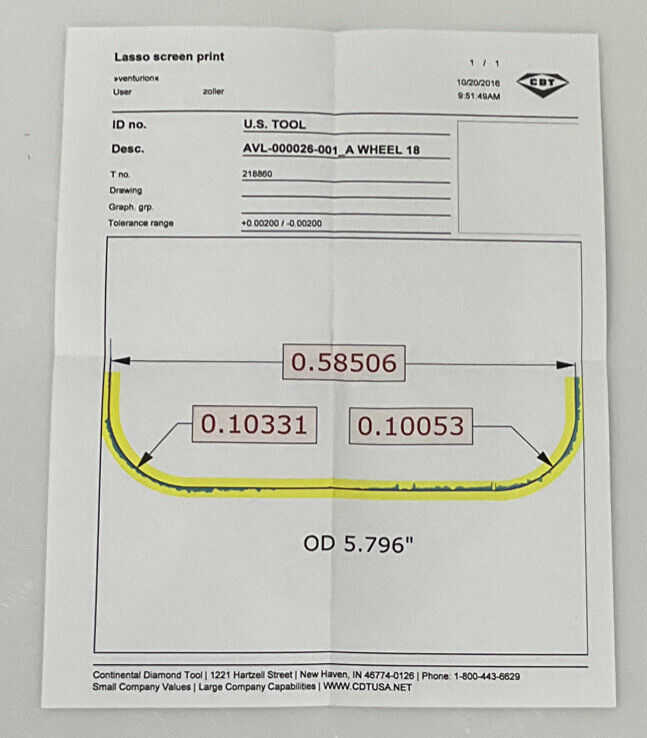 Lasso screen print
»venturion«
User zoller
1 / 1
10/20/2016
9:51:49AM
CDT
ID no. U.S. TOOL
Desc. AVL-000026-001_A WHEEL 18
T no. 218860
Drawing
Graph. grp.
Tolerance range +0.00200 / -0.00200
0.58506
0.10331 0.10053
OD 5.796"
Continental Diamond Tool | 1221 Hartzell Street | New Haven, IN 46774-0126 | Phone: 1-800-443-6629
Small Company Values | Large Company Capabilities | WWW.CDTUSA.NET